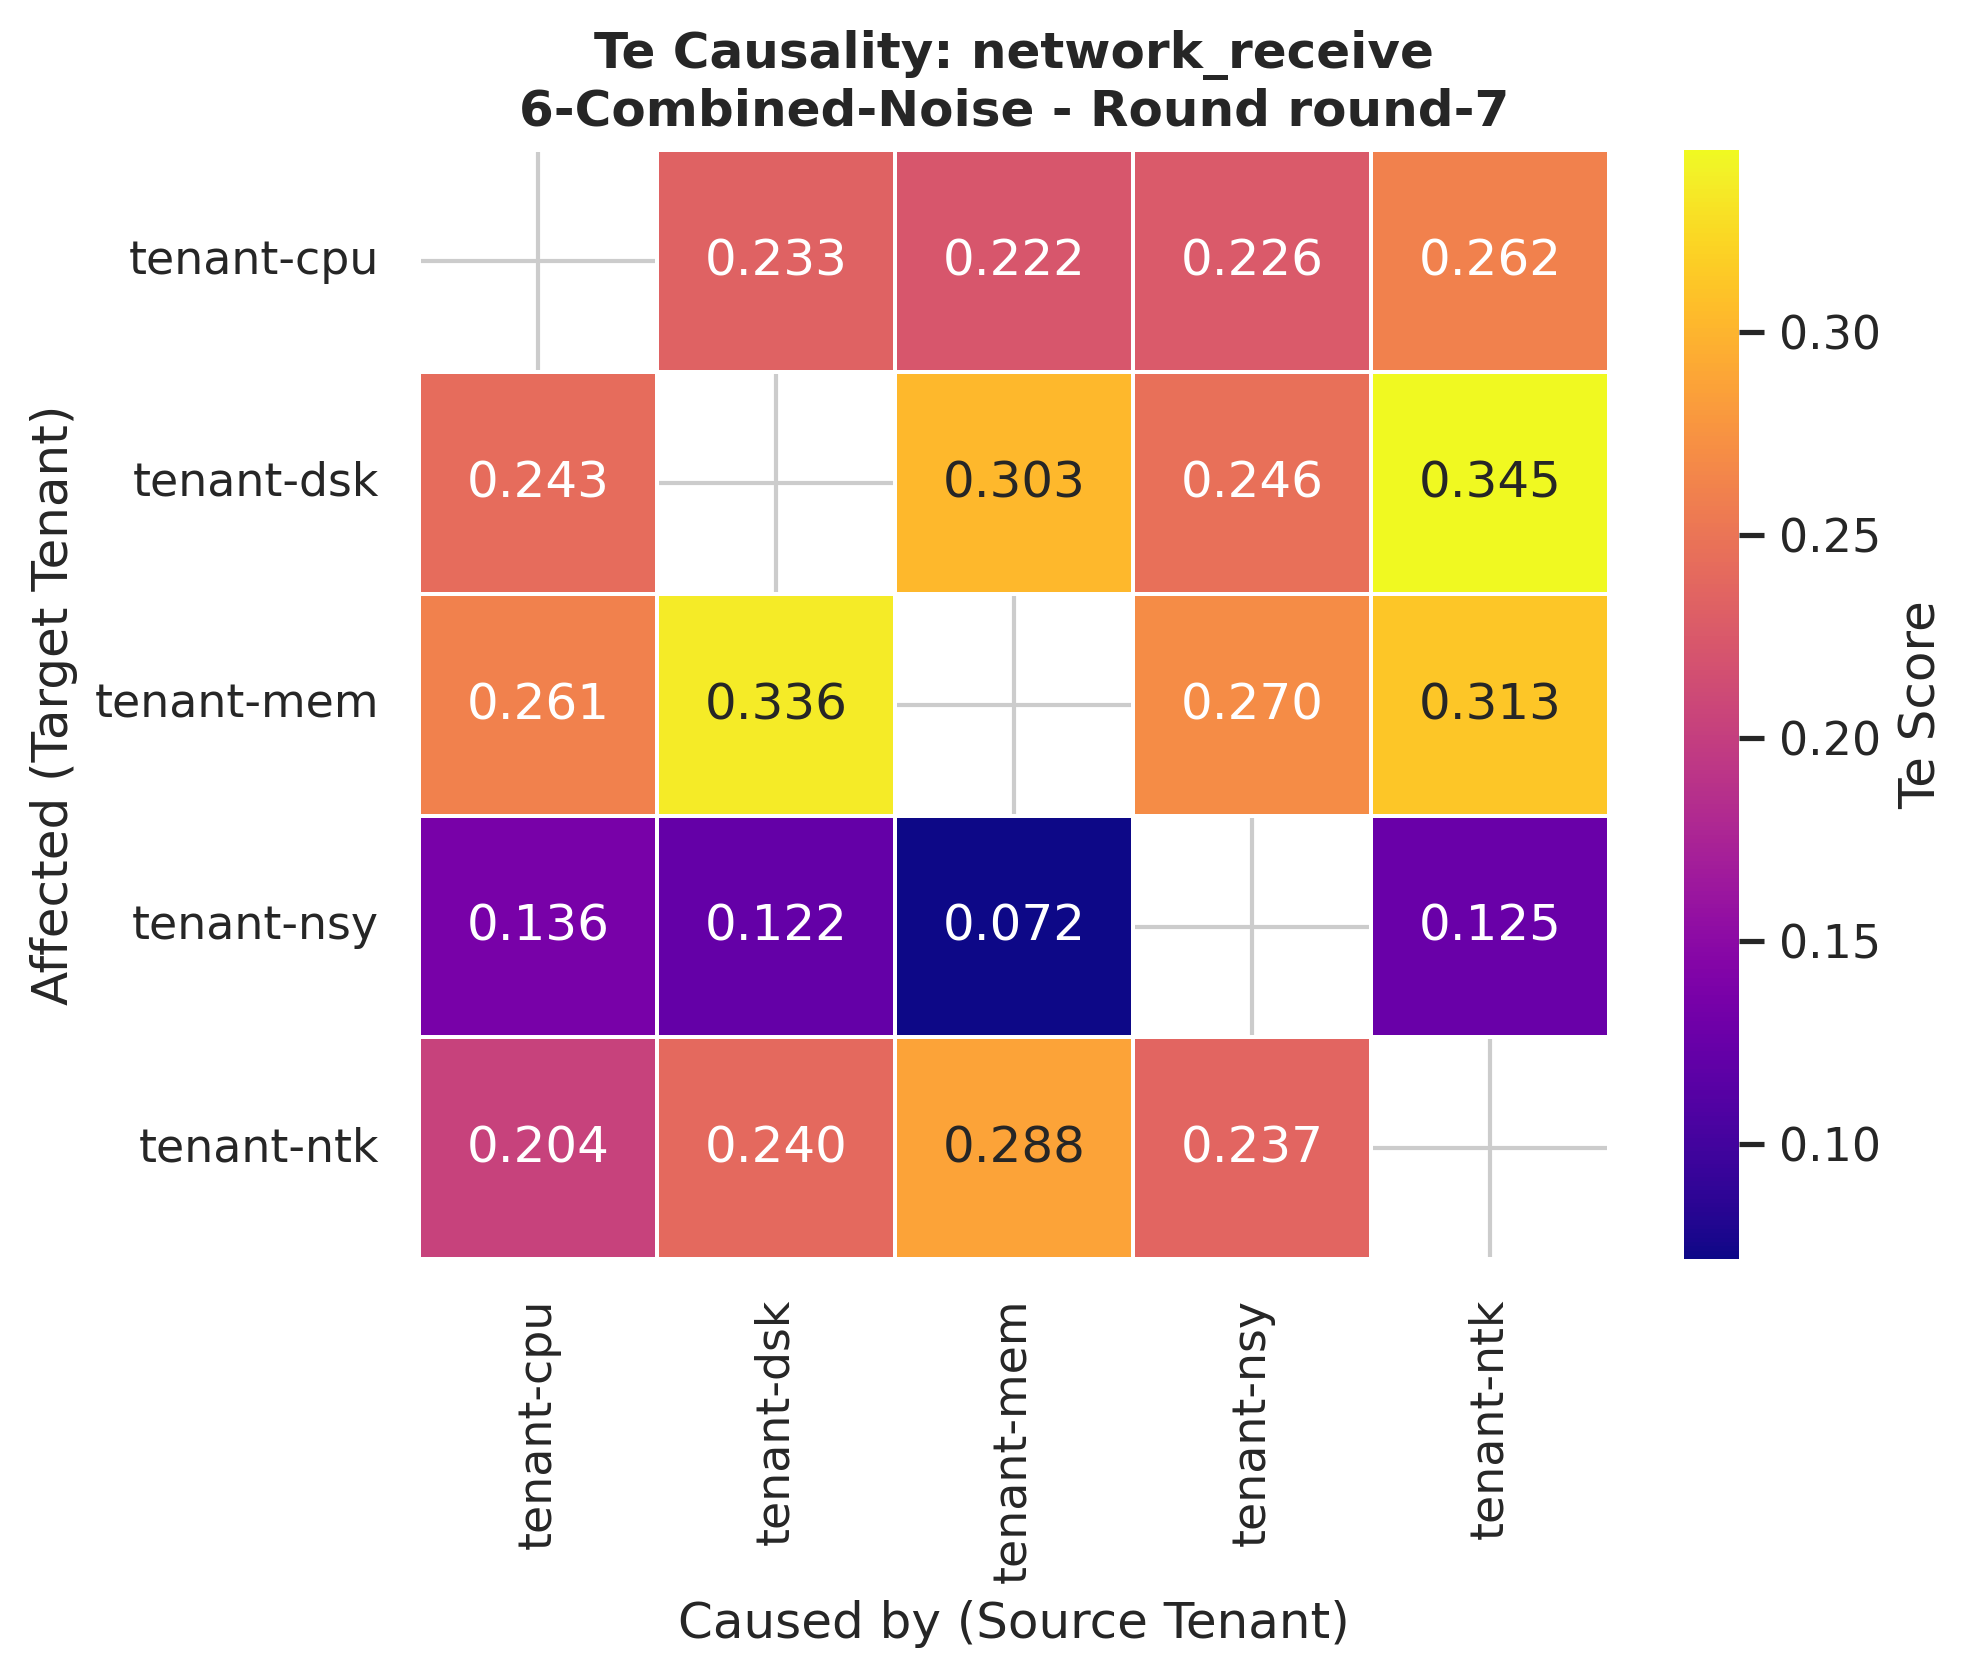 Te Causality: network_receive
6-Combined-Noise - Round round-7
Affected (Target Tenant)
tenant-cpu 0.233 0.222 0.226 0.262
tenant-dsk 0.243 0.303 0.246 0.345
tenant-mem 0.261 0.336 0.270 0.313
tenant-nsy 0.136 0.122 0.072 0.125
tenant-ntk 0.204 0.240 0.288 0.237
tenant-cpu tenant-dsk tenant-mem tenant-nsy tenant-ntk
Caused by (Source Tenant)
0.30
0.25
0.20
0.15
0.10
Te Score